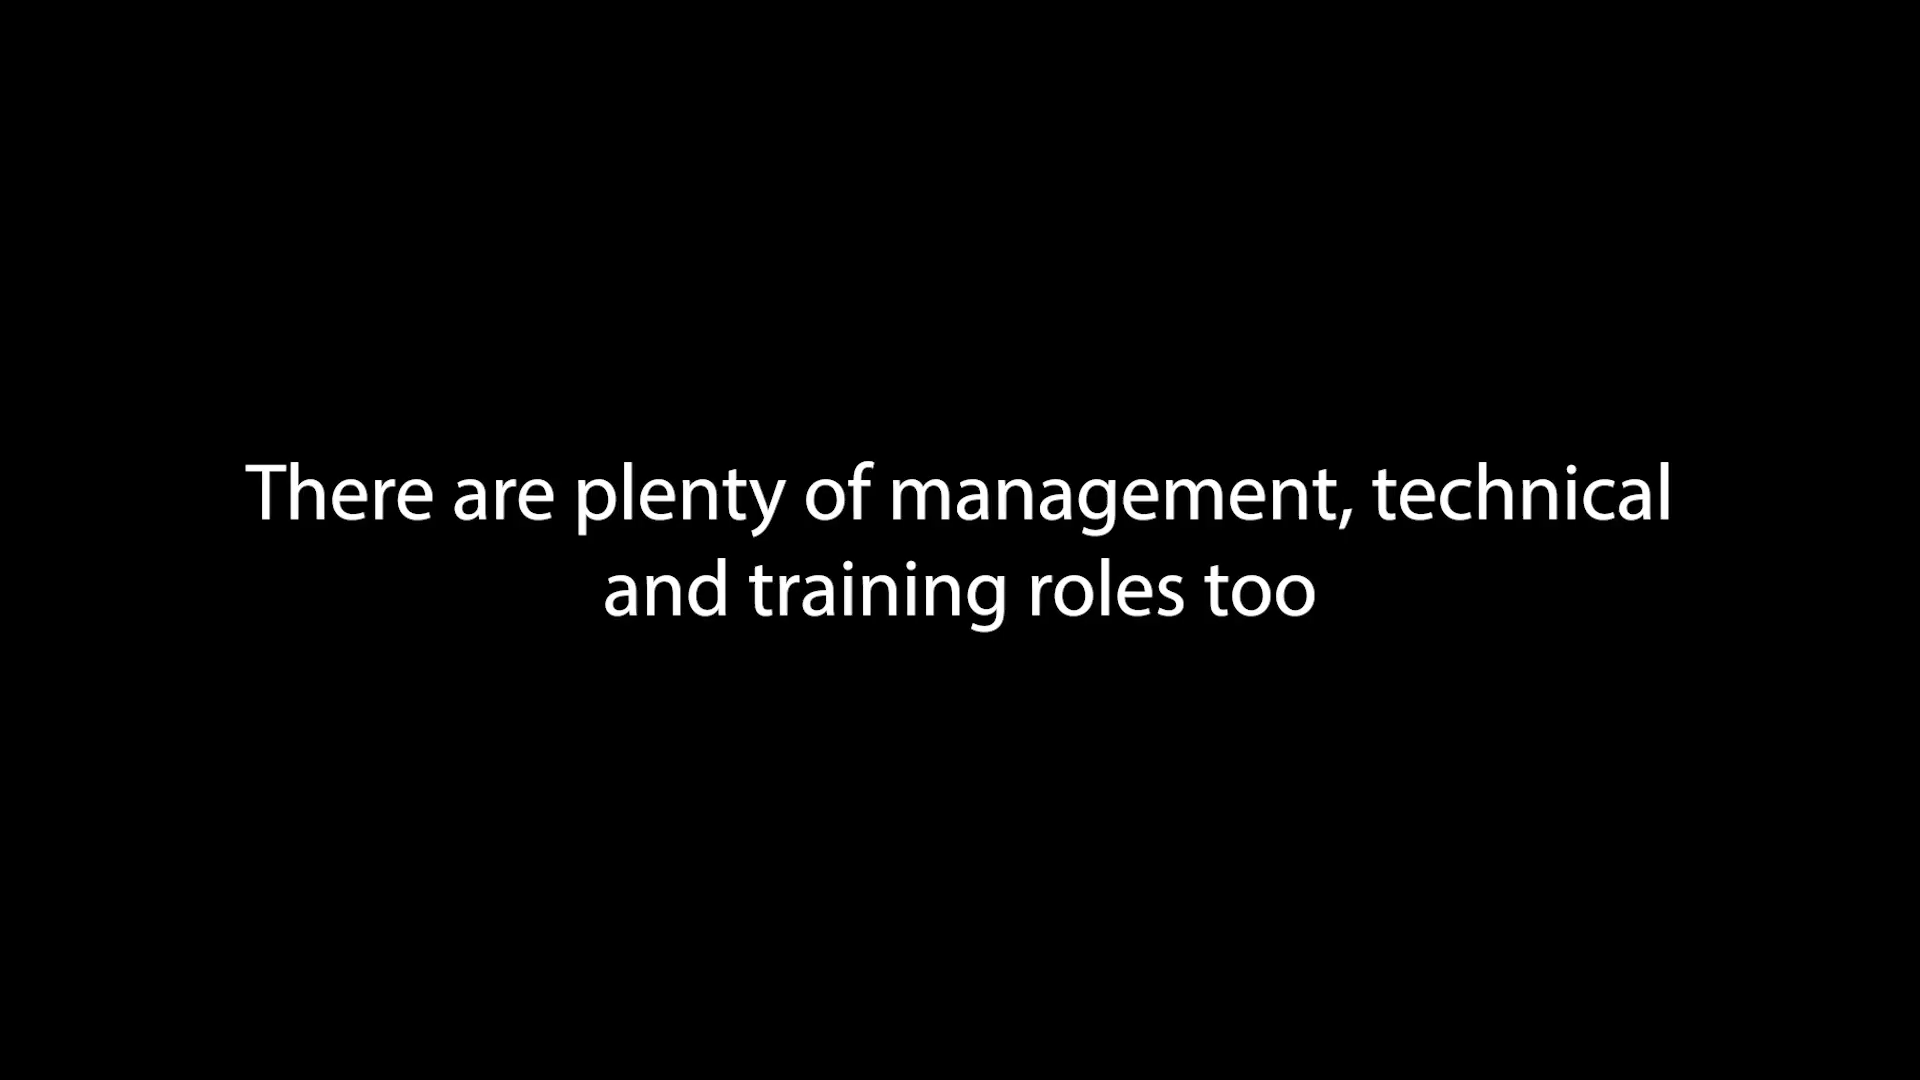 There are plenty of management, technical
and training roles too